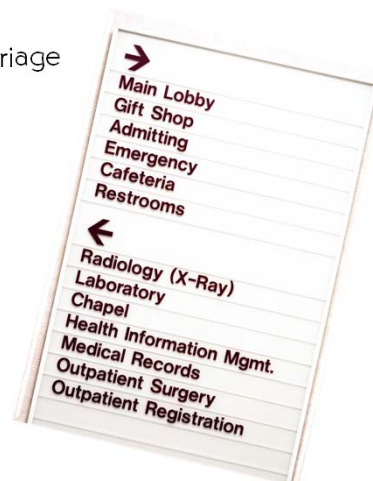 riage
→
Main Lobby
Gift Shop
Admitting
Emergency
Cafeteria
Restrooms
←
Radiology (X-Ray)
Laboratory
Chapel
Health Information Mgmt.
Medical Records
Outpatient Surgery
Outpatient Registration